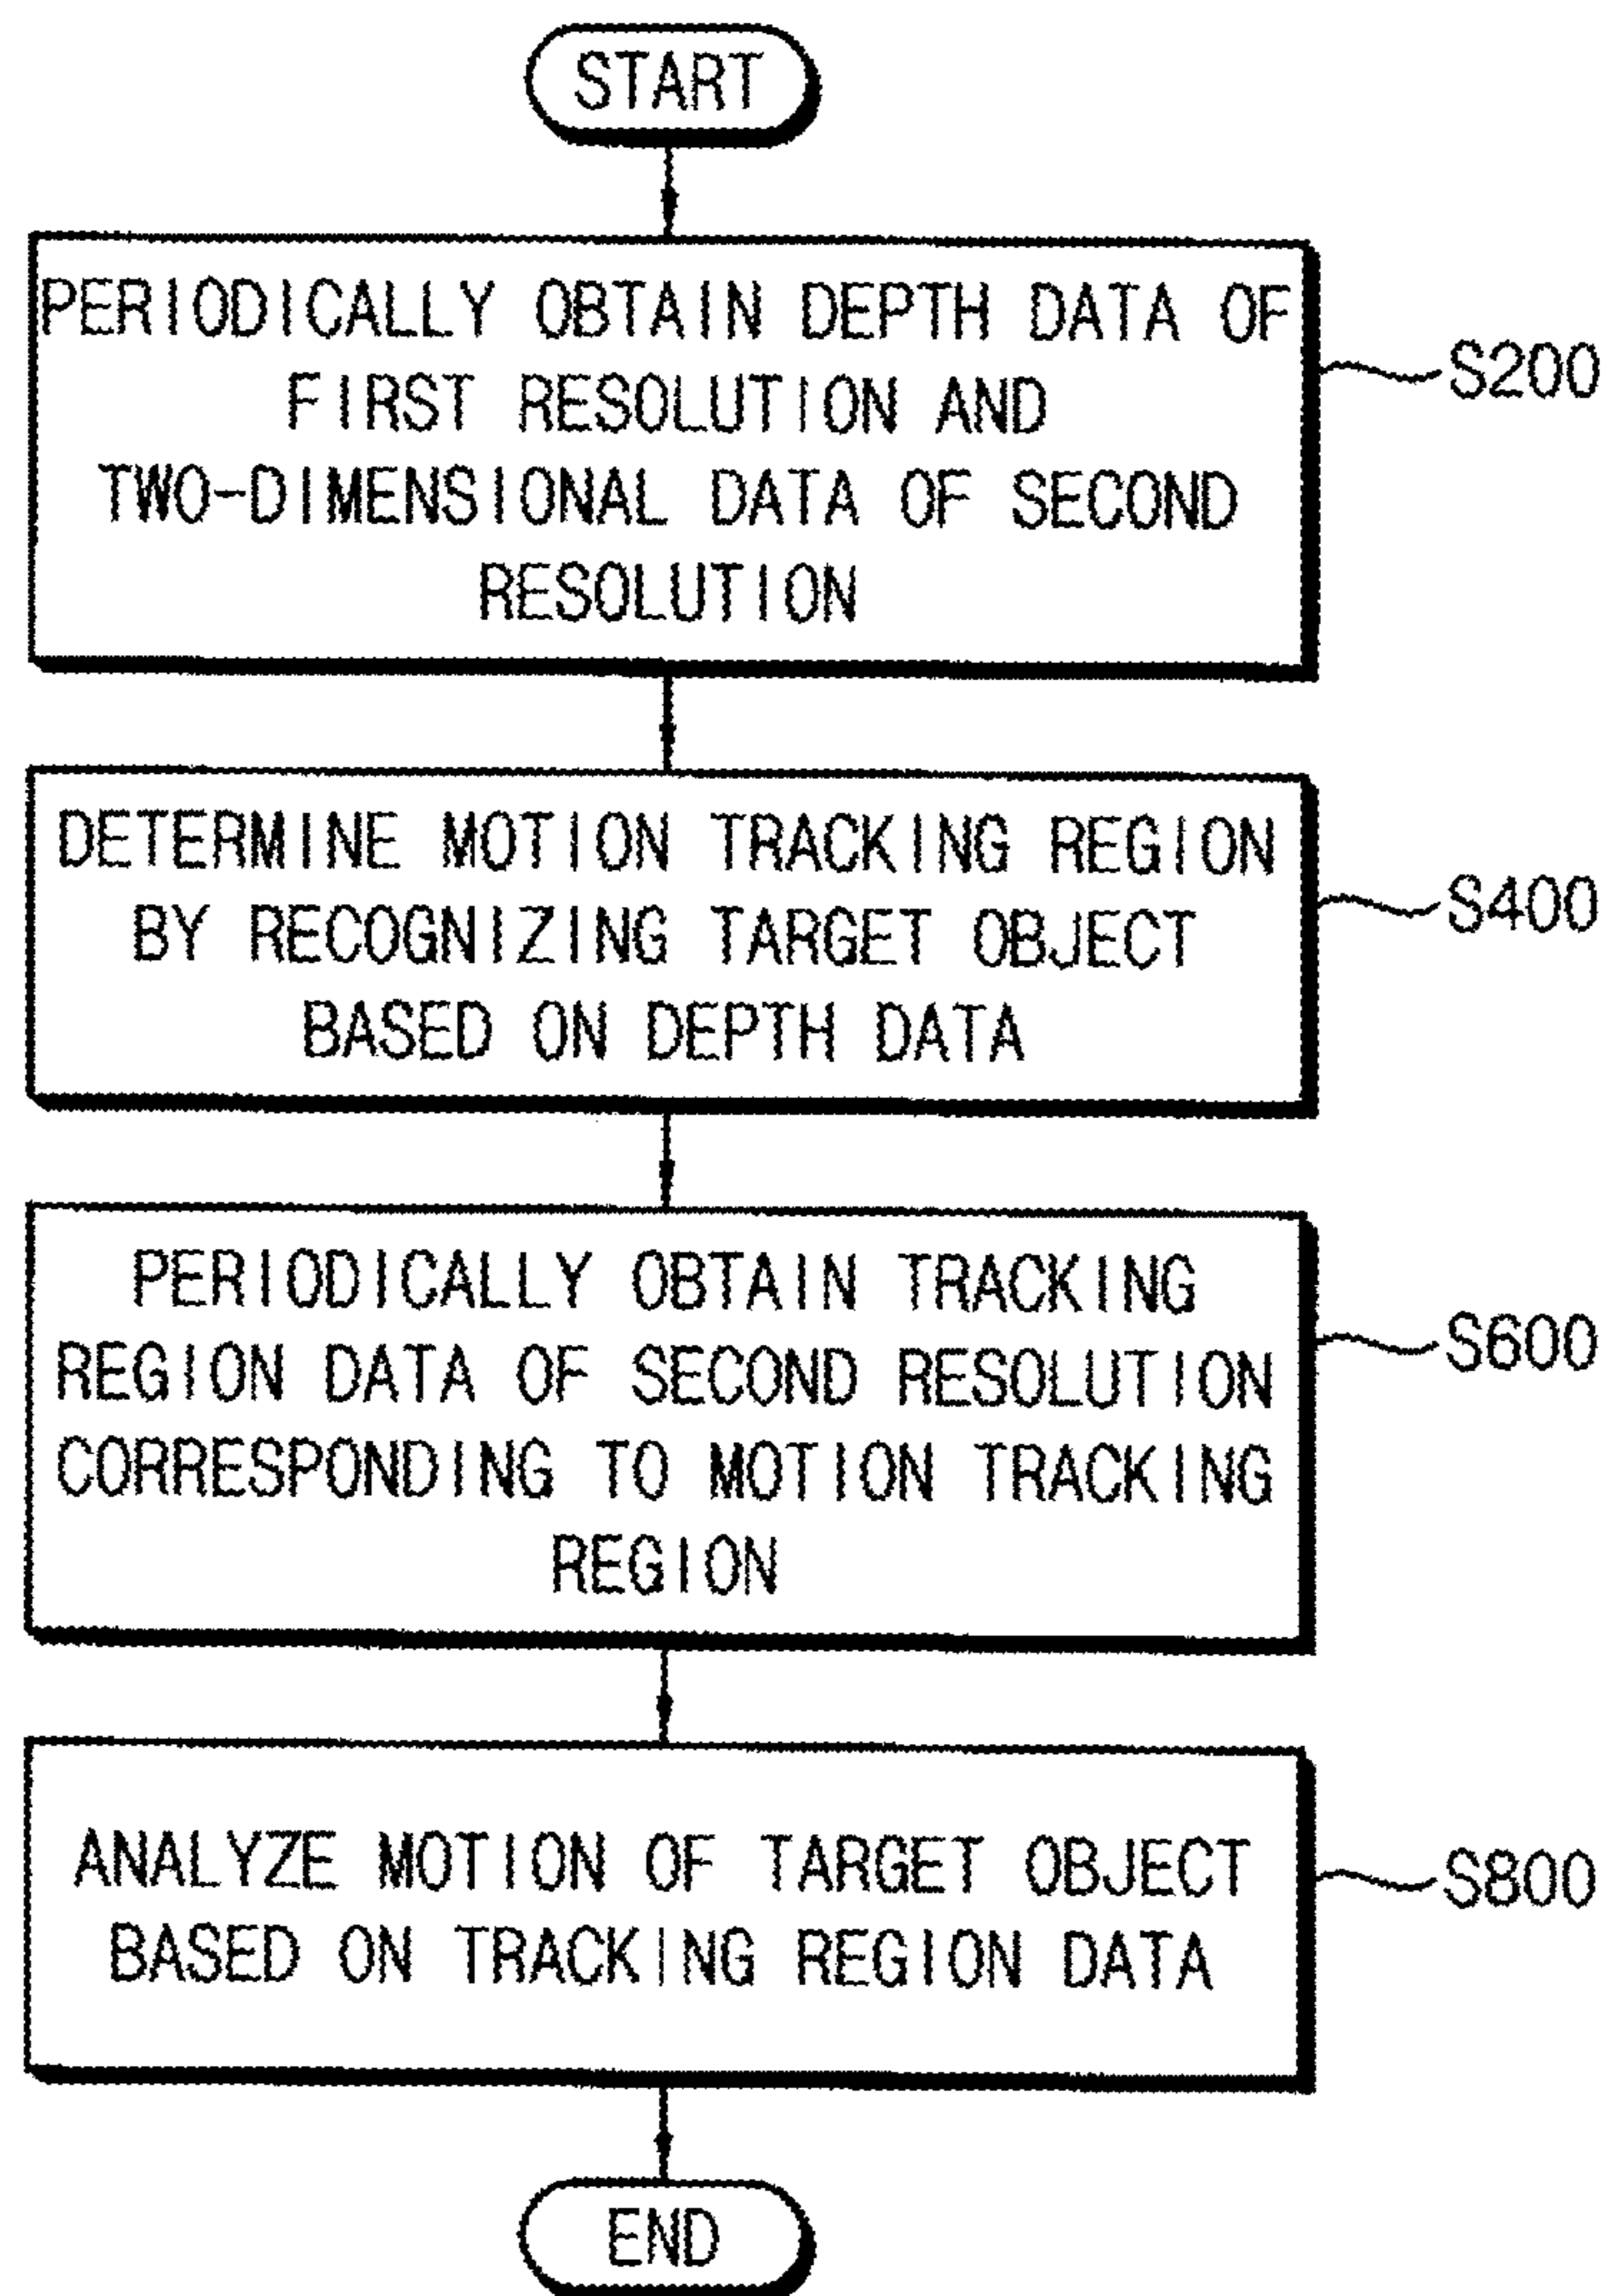 START
PERIODICALLY OBTAIN DEPTH DATA OF
FIRST RESOLUTION AND
TWO-DIMENSIONAL DATA OF SECOND
RESOLUTION
S200
DETERMINE MOTION TRACKING REGION
BY RECOGNIZING TARGET OBJECT
BASED ON DEPTH DATA
S400
PERIODICALLY OBTAIN TRACKING
REGION DATA OF SECOND RESOLUTION
CORRESPONDING TO MOTION TRACKING
REGION
S600
ANALYZE MOTION OF TARGET OBJECT
BASED ON TRACKING REGION DATA
S800
END